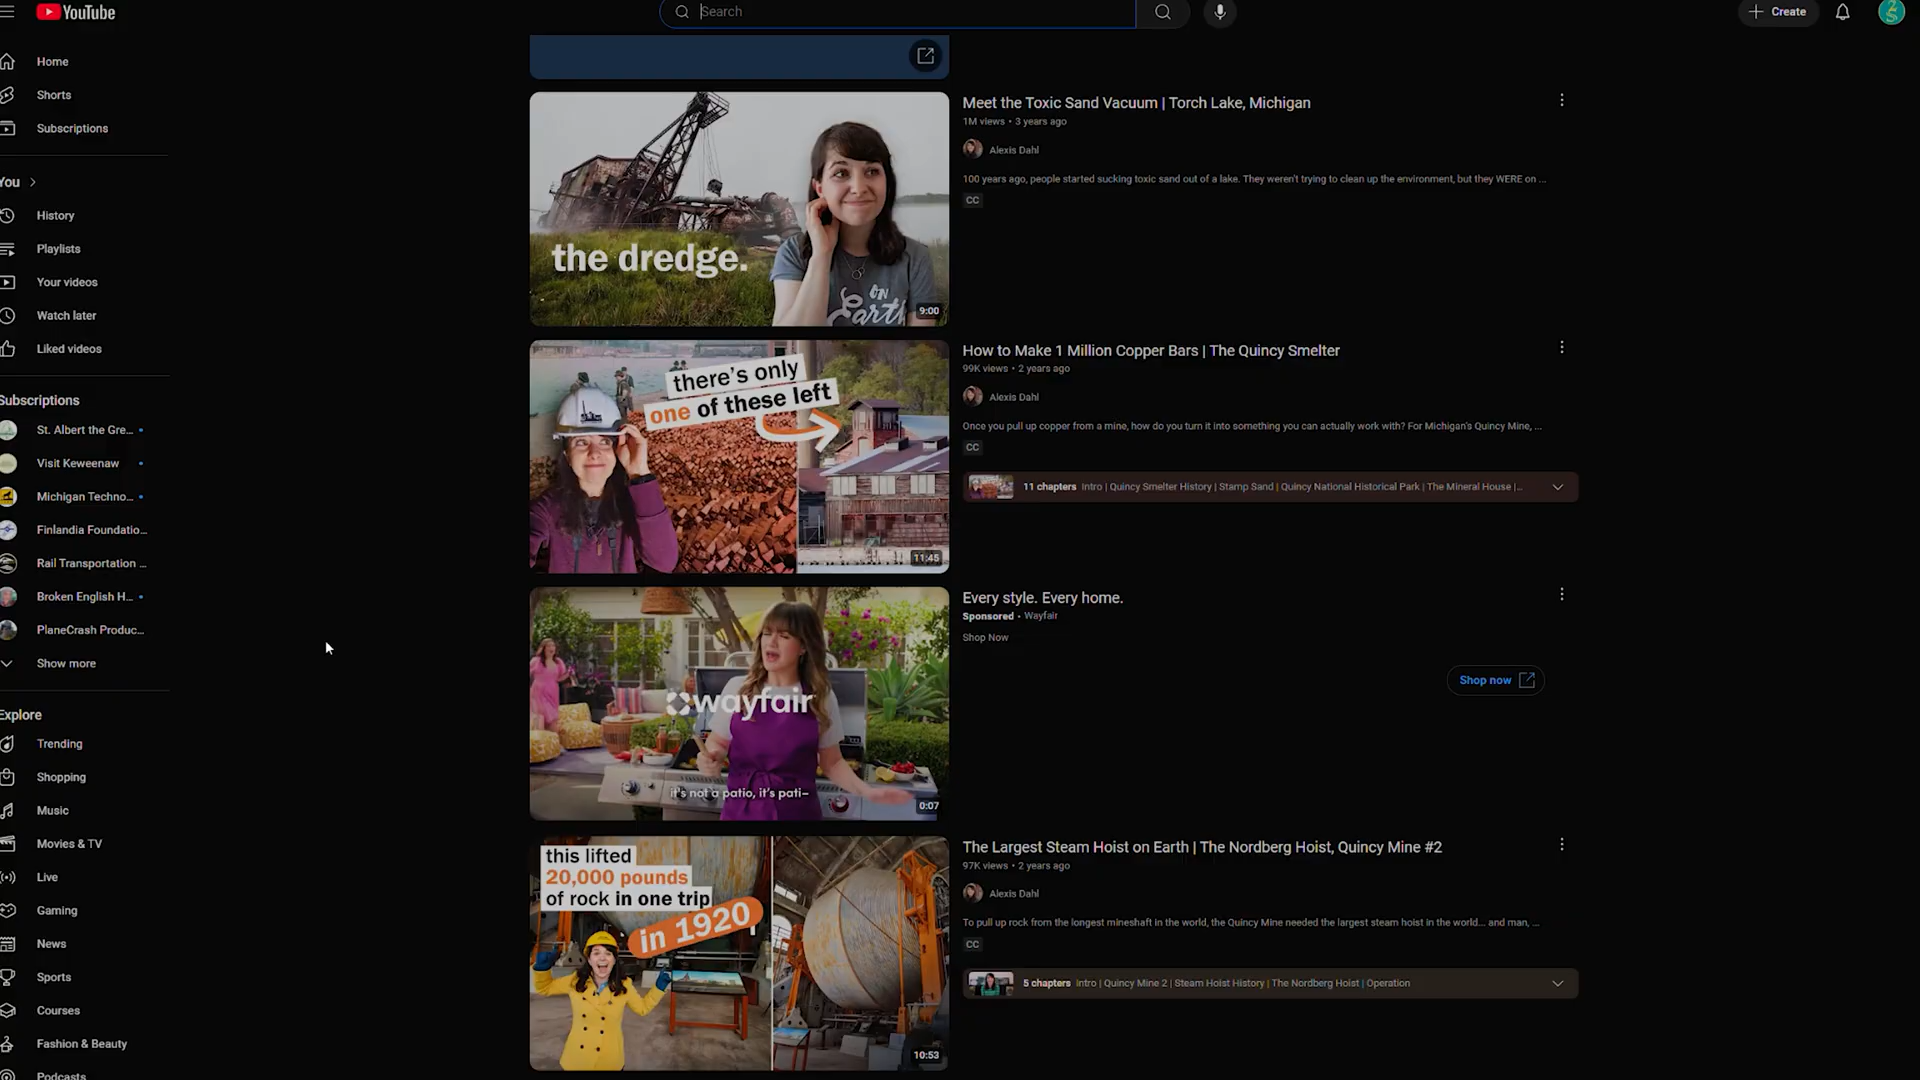 YouTube
Search
Create
Home
Shorts
Subscriptions
You
History
Playlists
Your videos
Watch later
Liked videos
Subscriptions
St. Albert the Gre...
Visit Keweenaw
Michigan Techno...
Finlandia Foundatio...
Rail Transportation ...
Broken English H...
PlaneCrash Produc...
Show more
Explore
Trending
Shopping
Music
Movies & TV
Live
Gaming
News
Sports
Courses
Fashion & Beauty
Podcasts
the dredge.
ON
Earth
9:00
Meet the Toxic Sand Vacuum | Torch Lake, Michigan
1M views • 3 years ago
Alexis Dahl
100 years ago, people started sucking toxic sand out of a lake. They weren't trying to clean up the environment, but they WERE on ...
CC
there's only
one of these left
11:45
How to Make 1 Million Copper Bars | The Quincy Smelter
99K views • 2 years ago
Alexis Dahl
Once you pull up copper from a mine, how do you turn it into something you can actually work with? For Michigan's Quincy Mine, ...
CC
11 chapters Intro | Quincy Smelter History | Stamp Sand | Quincy National Historical Park | The Mineral House |...
wayfair
it's not a patio, it's pati–
0:07
Every style. Every home.
Sponsored • Wayfair
Shop Now
Shop now
this lifted
20,000 pounds
of rock in one trip
in 1920
10:53
The Largest Steam Hoist on Earth | The Nordberg Hoist, Quincy Mine #2
97K views • 2 years ago
Alexis Dahl
To pull up rock from the longest mineshaft in the world, the Quincy Mine needed the largest steam hoist in the world... and man, ...
CC
5 chapters Intro | Quincy Mine 2 | Steam Hoist History | The Nordberg Hoist | Operation